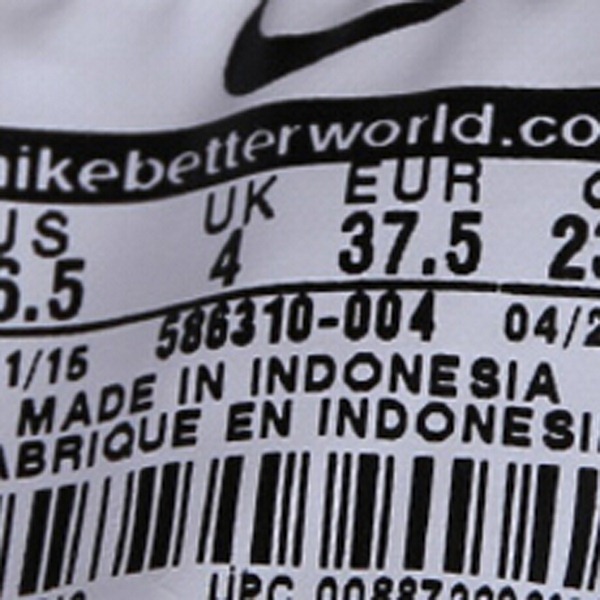 nikebetterworld.co
US UK EUR C
6.5 4 37.5 23
586310-004 04/2
1/15
MADE IN INDONESIA
ABRIQUE EN INDONESI
UPC